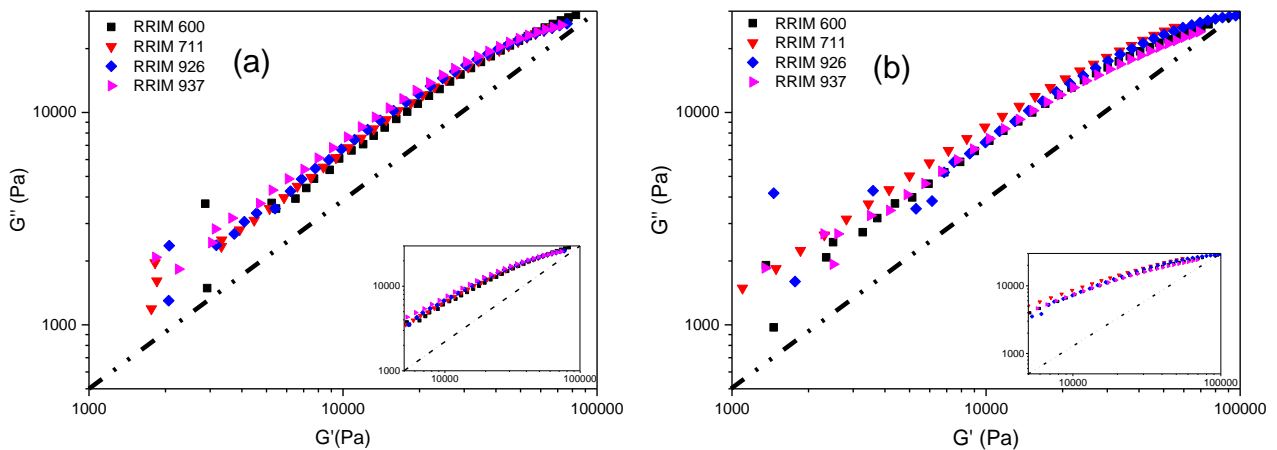 RRIM 600
RRIM 711
RRIM 926
RRIM 937
(a)
10000
1000
G'' (Pa)
1000
10000
100000
G'(Pa)
10000
1000
10000
100000
RRIM 600
RRIM 711
RRIM 926
RRIM 937
(b)
10000
1000
G'' (Pa)
1000
10000
100000
G' (Pa)
10000
1000
10000
100000